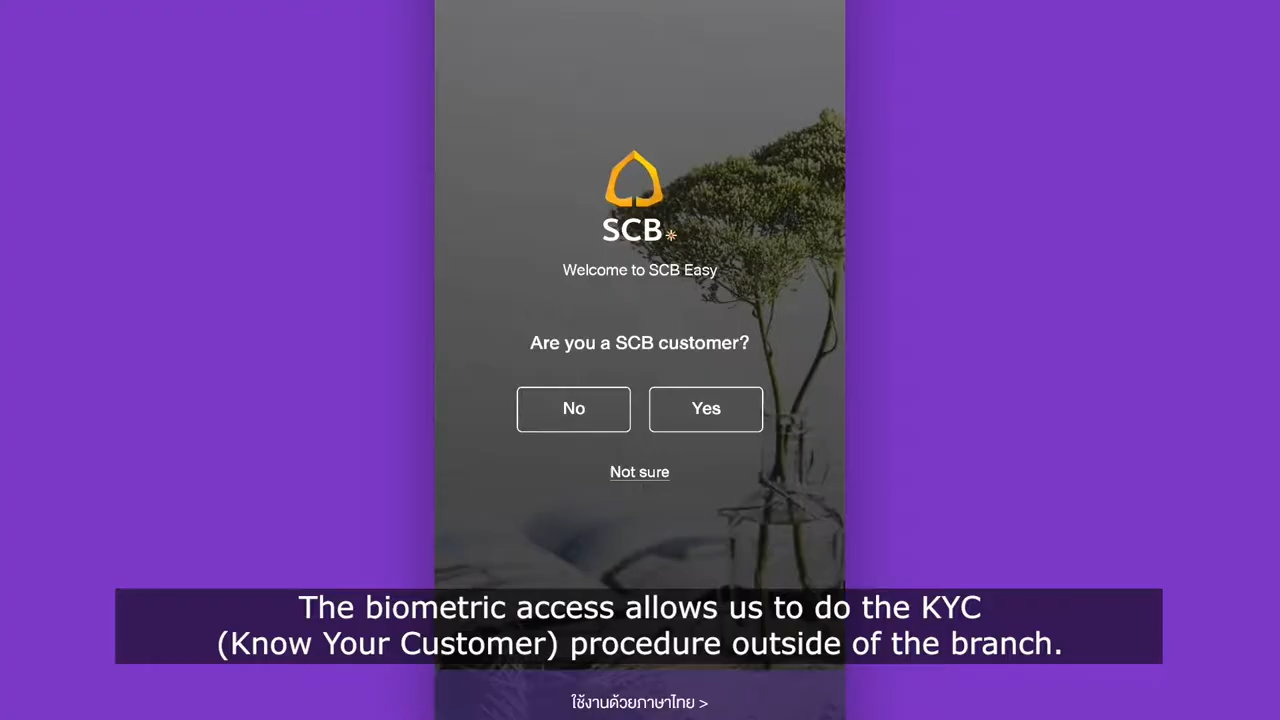 SCB
Welcome to SCB Easy
Are you a SCB customer?
No
Yes
Not sure
The biometric access allows us to do the KYC
(Know Your Customer) procedure outside of the branch.
ใช้งานด้วยภาษาไทย >